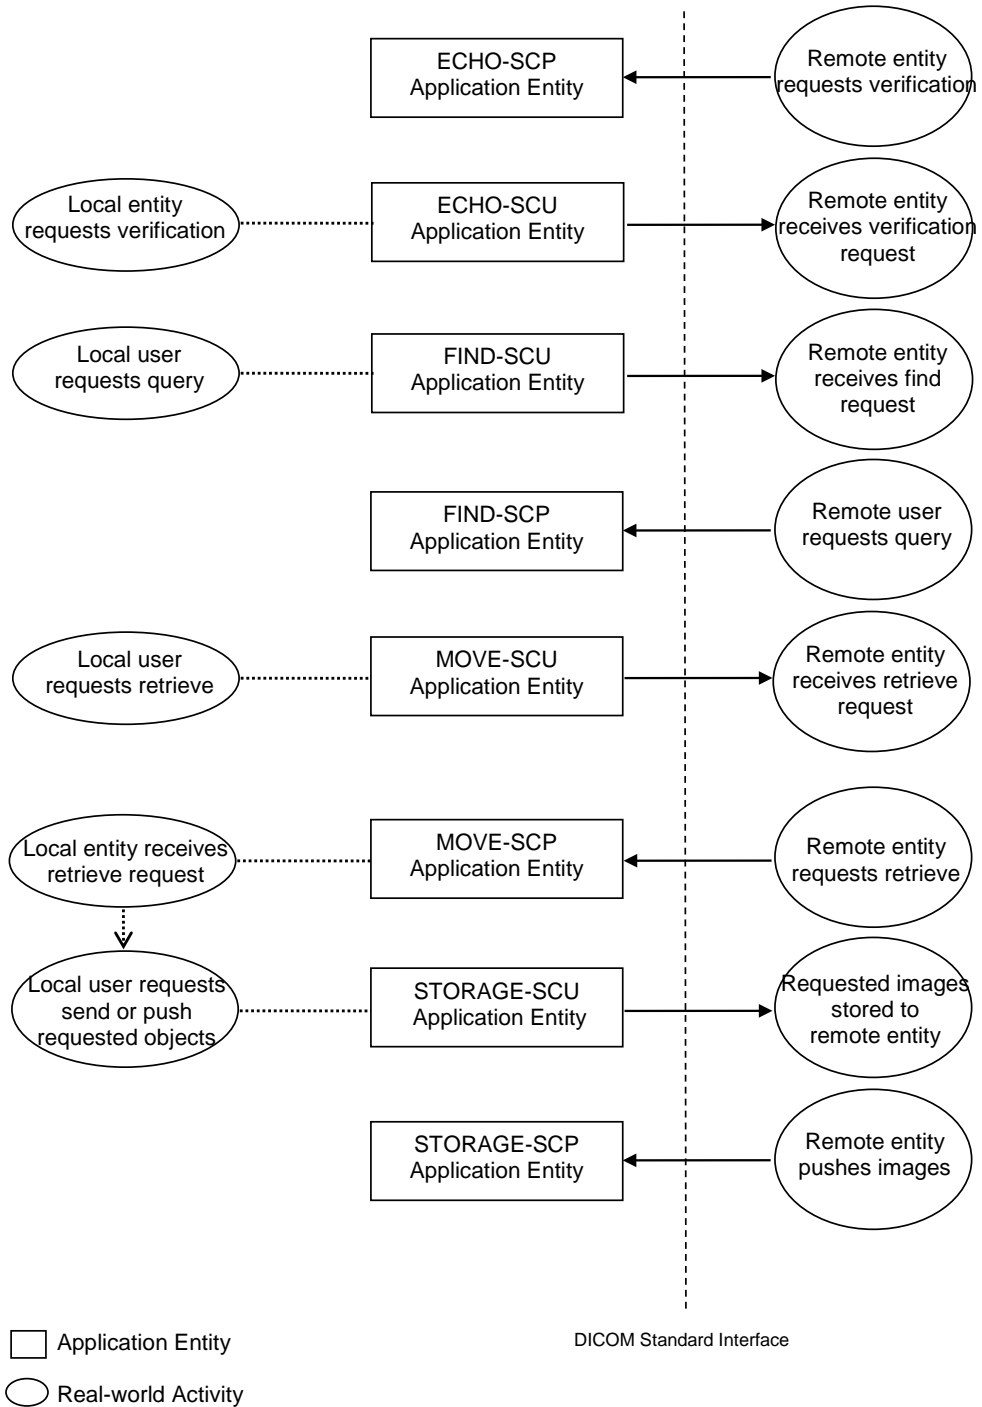 ECHO-SCP
Application Entity
Remote entity
requests verification
Local entity
requests verification
ECHO-SCU
Application Entity
Remote entity
receives verification
request
Local user
requests query
FIND-SCU
Application Entity
Remote entity
receives find
request
FIND-SCP
Application Entity
Remote user
requests query
Local user
requests retrieve
MOVE-SCU
Application Entity
Remote entity
receives retrieve
request
Local entity receives
retrieve request
MOVE-SCP
Application Entity
Remote entity
requests retrieve
Local user requests
send or push
requested objects
STORAGE-SCU
Application Entity
Requested images
stored to
remote entity
STORAGE-SCP
Application Entity
Remote entity
pushes images
Application Entity
DICOM Standard Interface
Real-world Activity